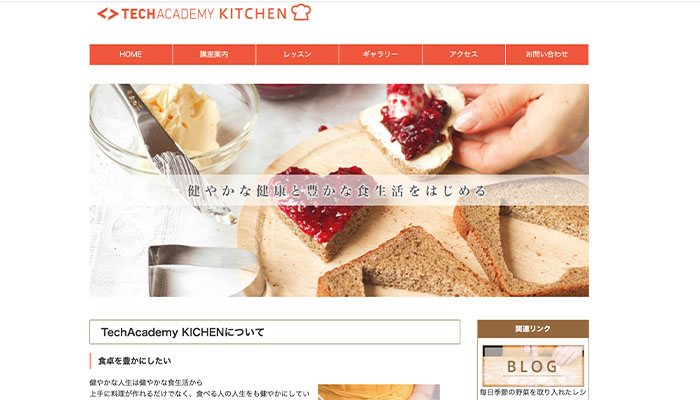 <> TECHACADEMY KITCHEN
HOME 講座案内 レッスン ギャラリー アクセス お問い合わせ
健やかな健康と豊かな食生活をはじめる
TechAcademy KICHENについて
食卓を豊かにしたい
健やかな人生は健やかな食生活から
上手に料理が作れるだけでなく、食べる人の人生をも健やかにしてい
関連リンク
BLOG
毎日季節の野菜を取り入れたレシ